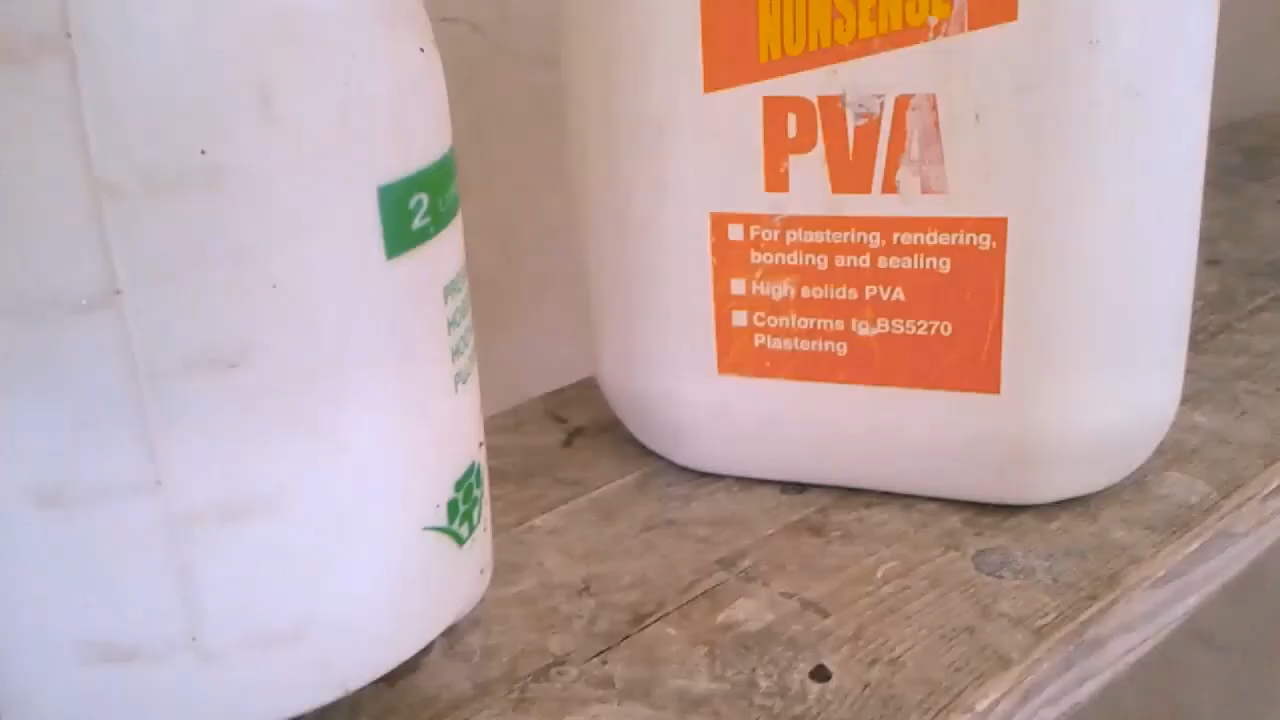 2
NONSENSE
PVA
For plastering, rendering,
bonding and sealing
High solids PVA
Conforms to BS5270
Plastering